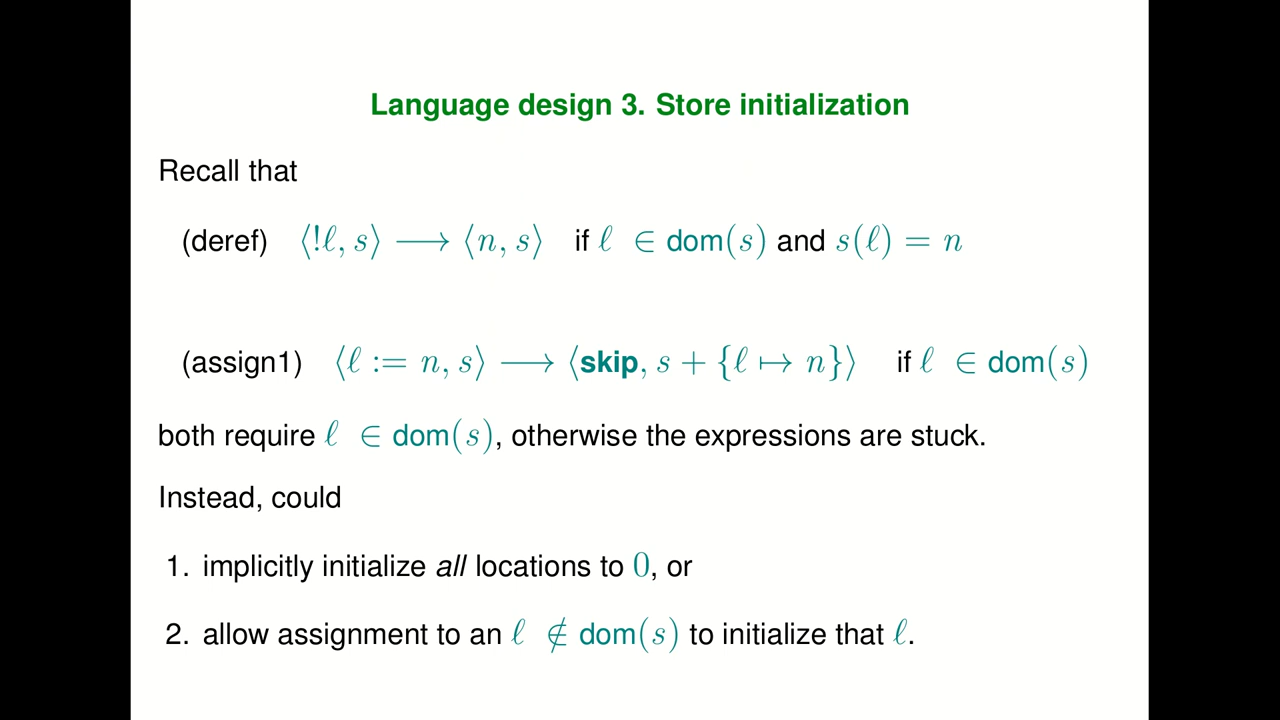 Language design 3. Store initialization
Recall that
(deref) ⟨!ℓ, s⟩ ⟶ ⟨n, s⟩ if ℓ ∈ dom(s) and s(ℓ) = n
(assign1) ⟨ℓ := n, s⟩ ⟶ ⟨skip, s + {ℓ ↦ n}⟩ if ℓ ∈ dom(s)
both require ℓ ∈ dom(s), otherwise the expressions are stuck.
Instead, could
1. implicitly initialize all locations to 0, or
2. allow assignment to an ℓ ∉ dom(s) to initialize that ℓ.